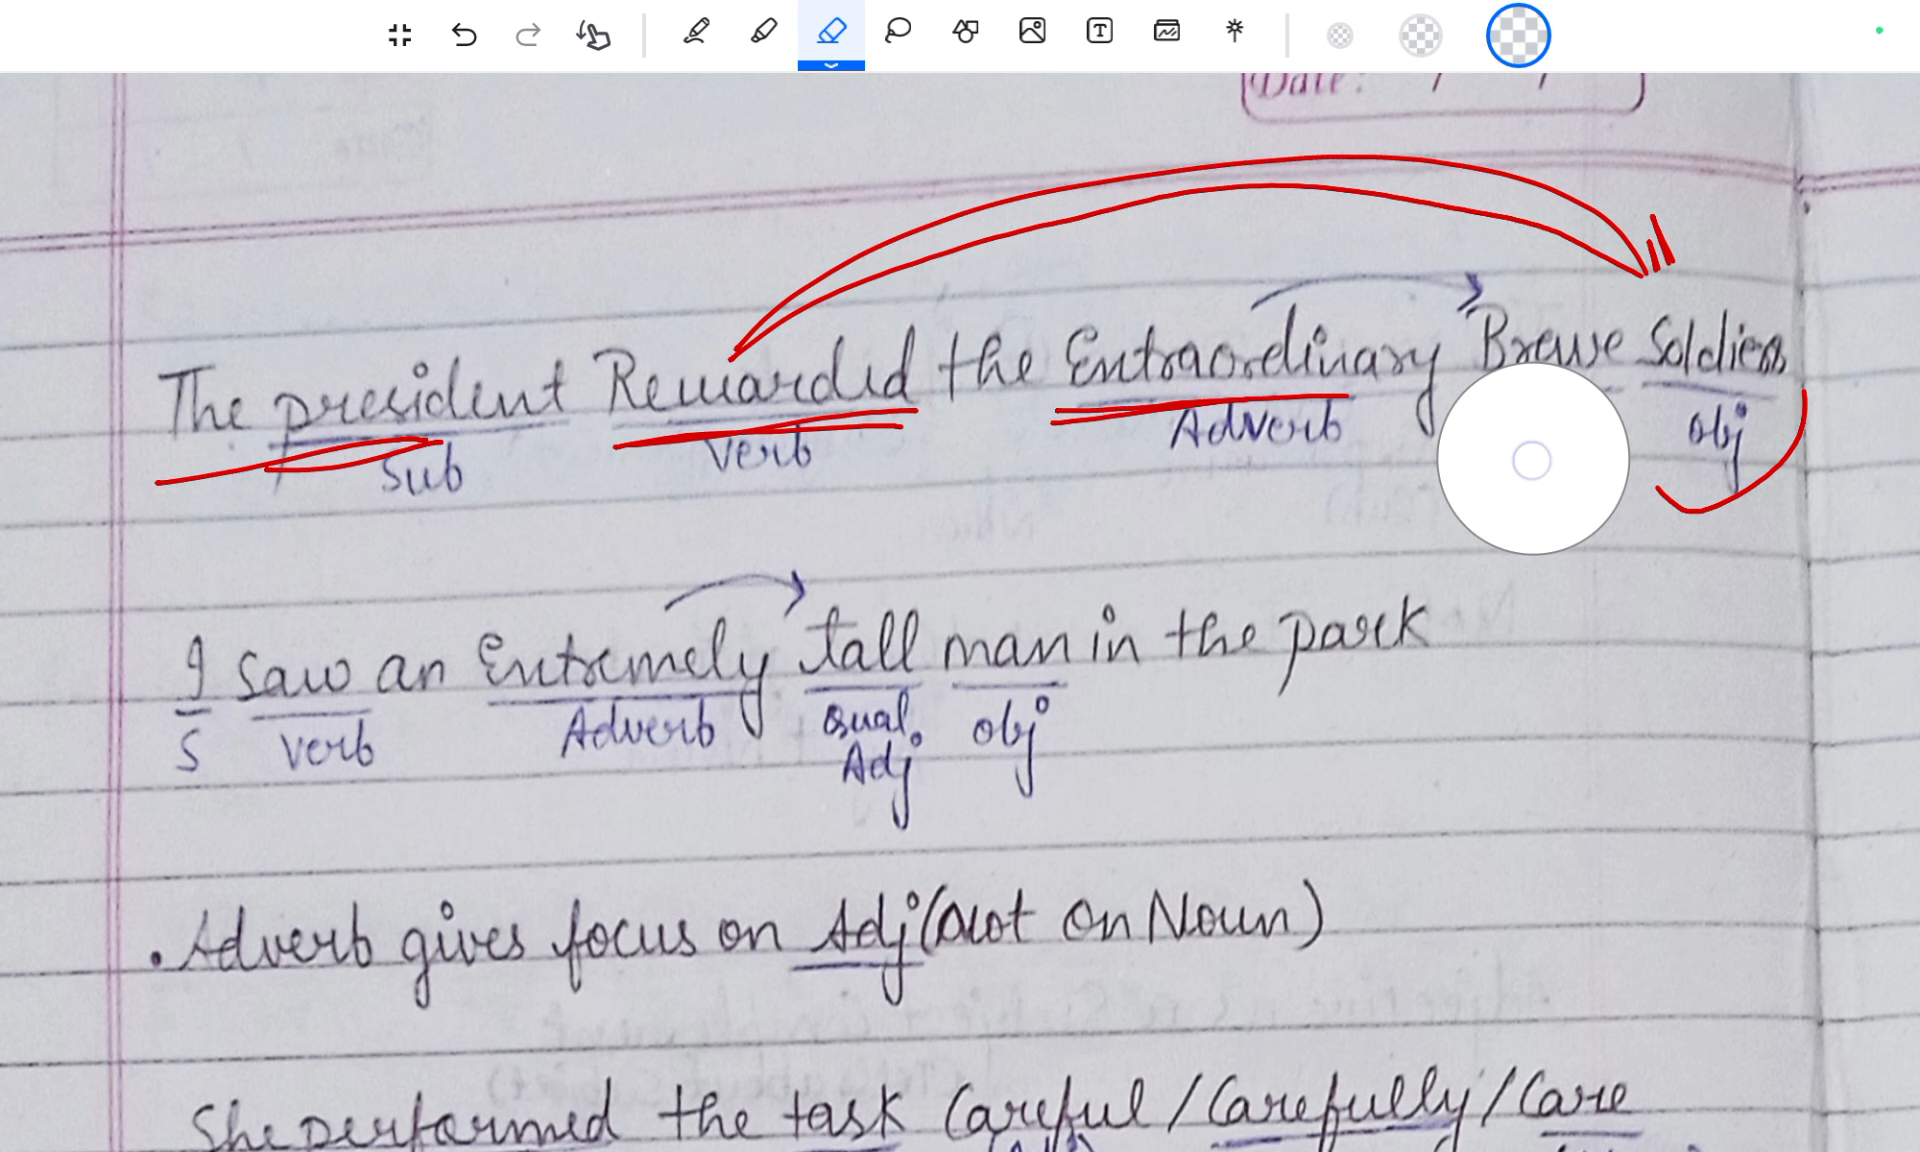 Date: / /
The president Rewarded the Extraordinary Brave Soldiers
Sub verb Adverb obj
I saw an Extremely tall man in the park
S verb Adverb Qual. Adj obj
. Adverb gives focus on Adj (Not on Noun)
She performed the task Careful / Carefully / Care